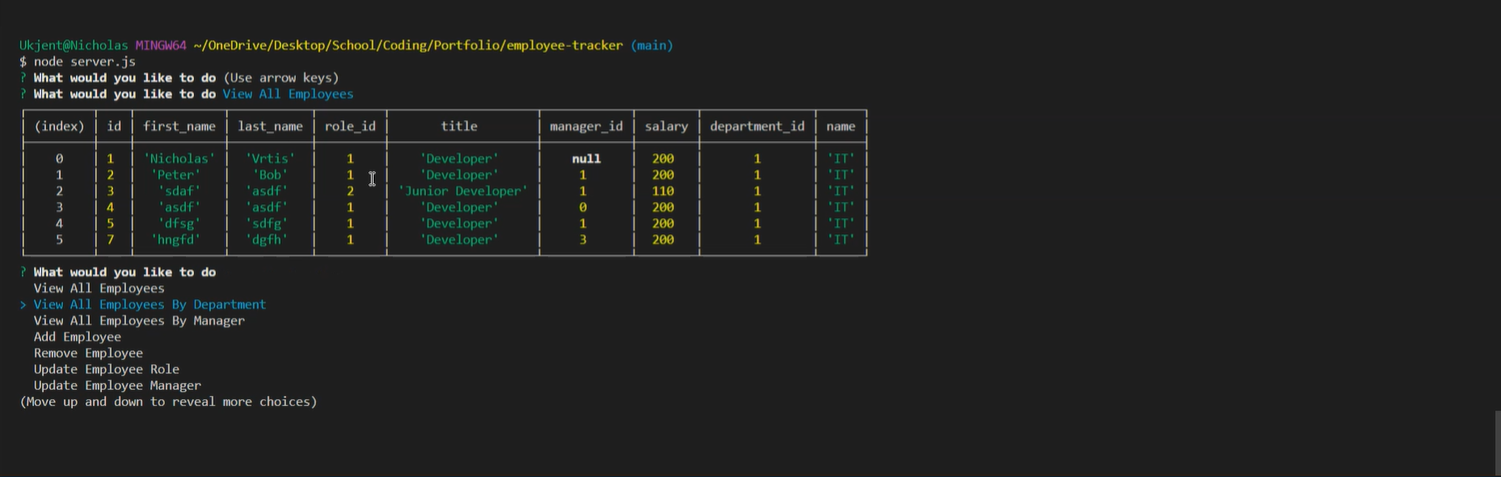 Ukjent@Nicholas MINGW64 ~/OneDrive/Desktop/School/Coding/Portfolio/employee-tracker (main)
$ node server.js
? What would you like to do (Use arrow keys)
? What would you like to do View All Employees
(index) id first_name last_name role_id title manager_id salary department_id name
0 1 'Nicholas' 'Vrtis' 1 'Developer' null 200 1 'IT'
1 2 'Peter' 'Bob' 1 'Developer' 1 200 1 'IT'
2 3 'sdaf' 'asdf' 2 'Junior Developer' 1 110 1 'IT'
3 4 'asdf' 'asdf' 1 'Developer' 0 200 1 'IT'
4 5 'dfsg' 'sdfg' 1 'Developer' 1 200 1 'IT'
5 7 'hngfd' 'dgfh' 1 'Developer' 3 200 1 'IT'
? What would you like to do
View All Employees
> View All Employees By Department
View All Employees By Manager
Add Employee
Remove Employee
Update Employee Role
Update Employee Manager
(Move up and down to reveal more choices)